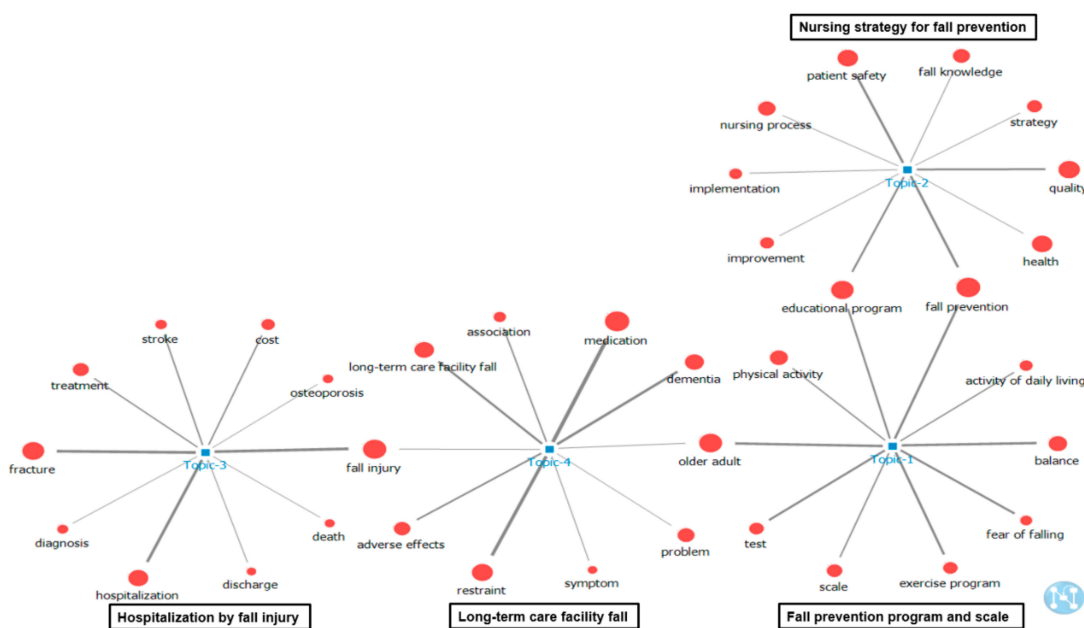 Nursing strategy for fall prevention
patient safety
fall knowledge
nursing process
strategy
implementation
Topic-2
quality
improvement
health
educational program
fall prevention
stroke
cost
association
medication
treatment
osteoporosis
long-term care facility fall
dementia
physical activity
activity of daily living
fracture
Topic-3
fall injury
Topic-4
older adult
Topic-1
balance
diagnosis
death
adverse effects
problem
test
fear of falling
hospitalization
discharge
restraint
symptom
scale
exercise program
Hospitalization by fall injury
Long-term care facility fall
Fall prevention program and scale